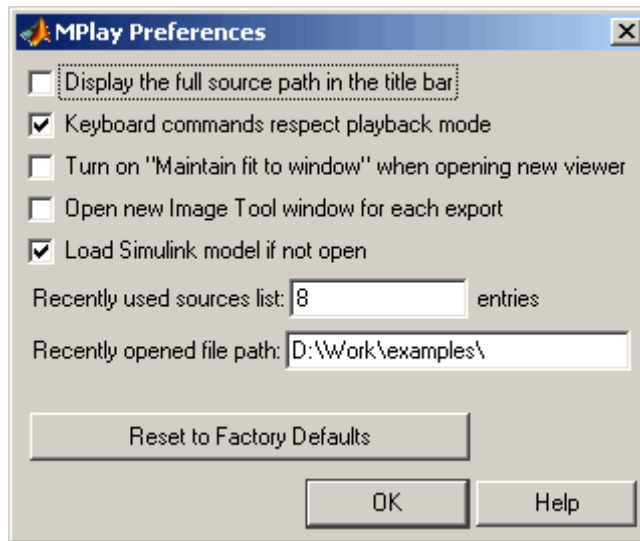 MPlay Preferences
Display the full source path in the title bar
Keyboard commands respect playback mode
Turn on "Maintain fit to window" when opening new viewer
Open new Image Tool window for each export
Load Simulink model if not open
Recently used sources list: 8 entries
Recently opened file path: D:\Work\examples\
Reset to Factory Defaults
OK Help